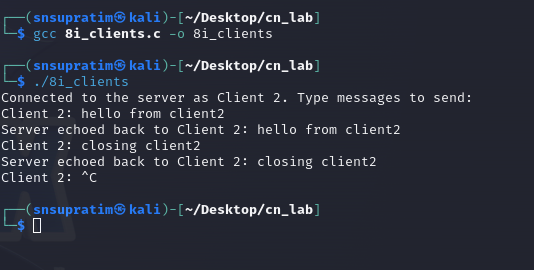 ┌──(snsupratim㉿kali)-[~/Desktop/cn_lab]
└─$ gcc 8i_clients.c -o 8i_clients
┌──(snsupratim㉿kali)-[~/Desktop/cn_lab]
└─$ ./8i_clients
Connected to the server as Client 2. Type messages to send:
Client 2: hello from client2
Server echoed back to Client 2: hello from client2
Client 2: closing client2
Server echoed back to Client 2: closing client2
Client 2: ^C
┌──(snsupratim㉿kali)-[~/Desktop/cn_lab]
└─$